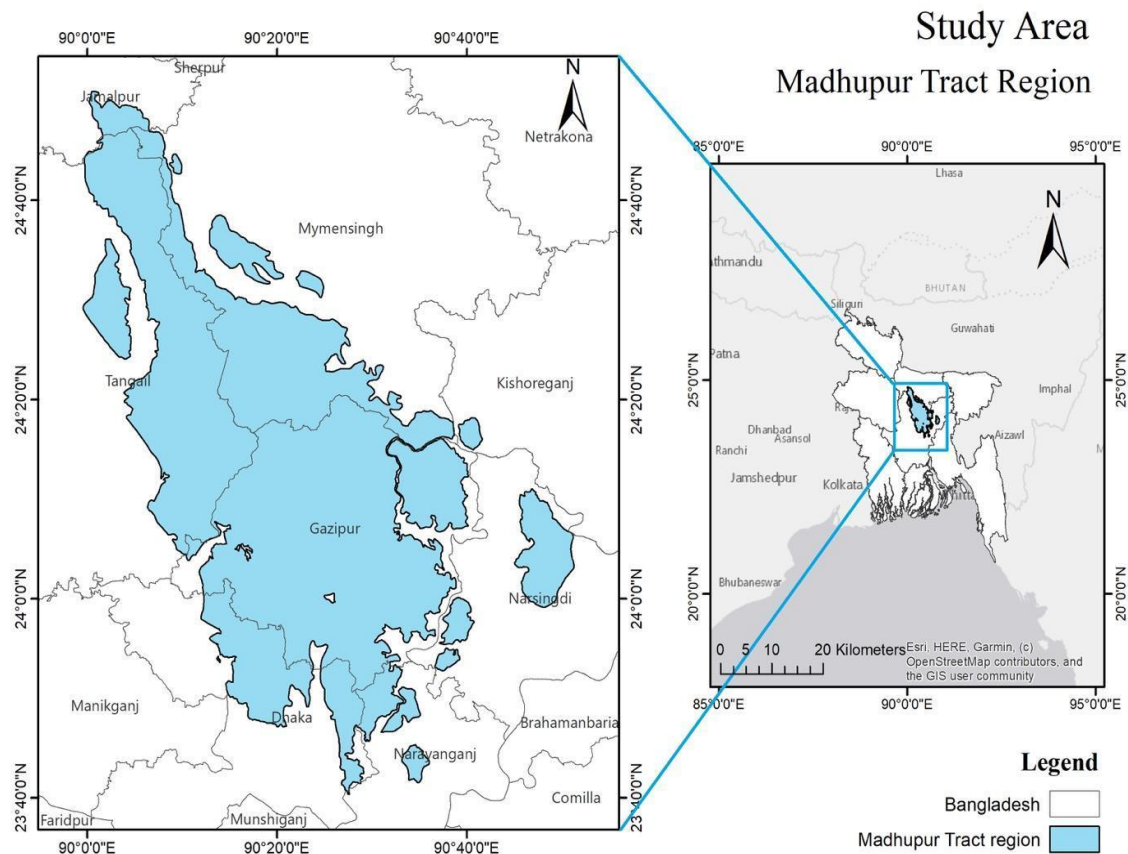 Study Area
Madhupur Tract Region
90°0'0"E 90°20'0"E 90°40'0"E
Sherpur
Jamalpur
N
Netrakona
24°40'0"N
Mymensingh
Tangail
Kishoreganj
24°20'0"N
Gazipur
24°0'0"N
Narsingdi
Manikganj
Dhaka
Narayanganj
Brahamanbaria
Comilla
23°40'0"N
Faridpur
Munshiganj
90°0'0"E 90°20'0"E 90°40'0"E
24°40'0"N
24°20'0"N
24°0'0"N
23°40'0"N
85°0'0"E 90°0'0"E 95°0'0"E
Lhasa
N
athmandu
BHUTAN
Siliguri
Guwahati
Patna
25°0'0"N
25°0'0"N
Imphal
Dhanbad
Asansol
Aizawl
Ranchi
Jamshedpur
Kolkata
Bhubaneswar
20°0'0"N
20°0'0"N
0 5 10 20 Kilometers
Esri, HERE, Garmin, (c)
OpenStreetMap contributors, and
the GIS user community
85°0'0"E 90°0'0"E 95°0'0"E
Legend
Bangladesh
Madhupur Tract region